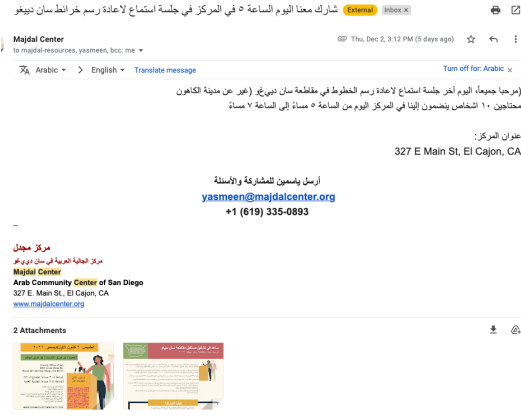 شارك معنا اليوم الساعة ٥ في المركز في جلسة استماع لاعادة رسم خرائط سان دييغو External Inbox ×
Majdal Center
Thu, Dec 2, 3:12 PM (5 days ago)
to majdal-resources, yasmeen, bcc: me
Arabic > English Translate message
Turn off for: Arabic ×
مرحبا جميعاً، اليوم آخر جلسة استماع لاعادة رسم الخطوط في مقاطعة سان دييغو (غير عن مدينة الكاهون)
محتاجين ١٠ اشخاص ينضمون إلينا في المركز اليوم من الساعة ٥ مساءً إلى الساعة ٧ مساءً
عنوان المركز:
327 E Main St, El Cajon, CA
أرسل ياسمين للمشاركة والأسئلة
yasmeen@majdalcenter.org
+1 (619) 335-0893
--
مركز مجدل
مركز الجالية العربية في سان دييغو
Majdal Center
Arab Community Center of San Diego
327 E. Main St., El Cajon, CA
www.majdalcenter.org
2 Attachments